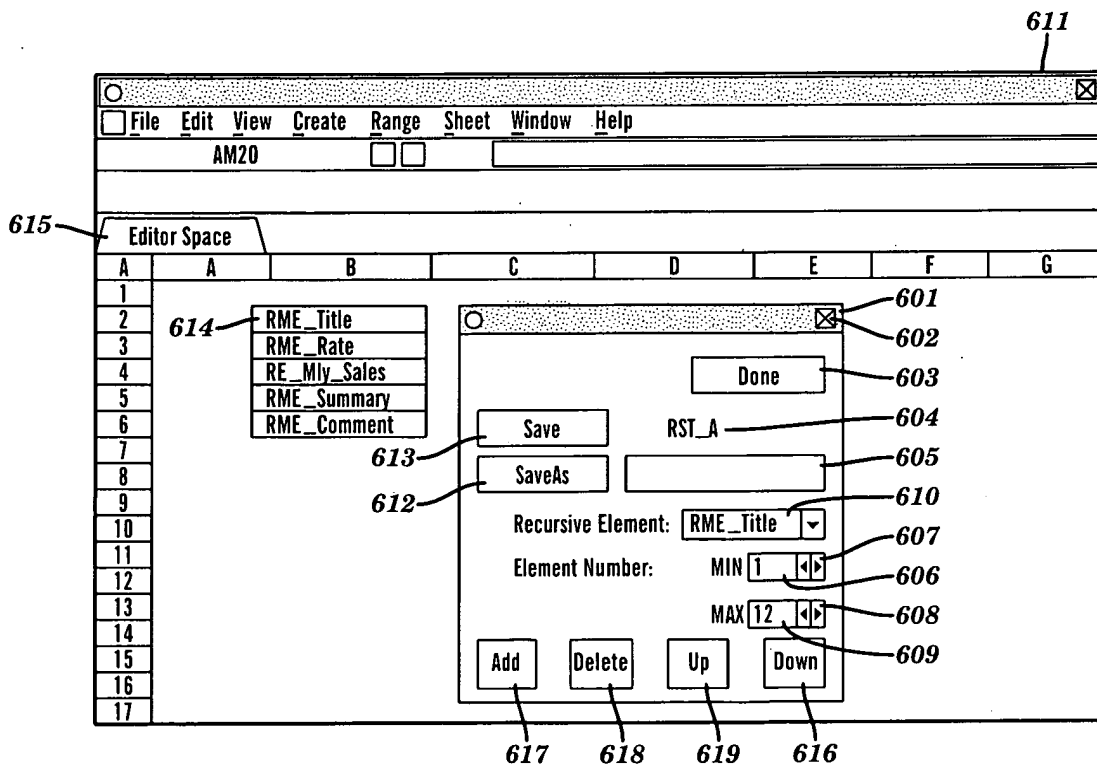 611
File Edit View Create Range Sheet Window Help
AM20
615
Editor Space
A A B C D E F G
1
2
3
4
5
6
7
8
9
10
11
12
13
14
15
16
17
614
RME_Title
RME_Rate
RE_Mly_Sales
RME_Summary
RME_Comment
601
602
Done
603
Save
RST_A
604
613
SaveAs
605
612
610
Recursive Element: RME_Title
607
Element Number: MIN 1
606
MAX 12
608
609
Add Delete Up Down
617 618 619 616